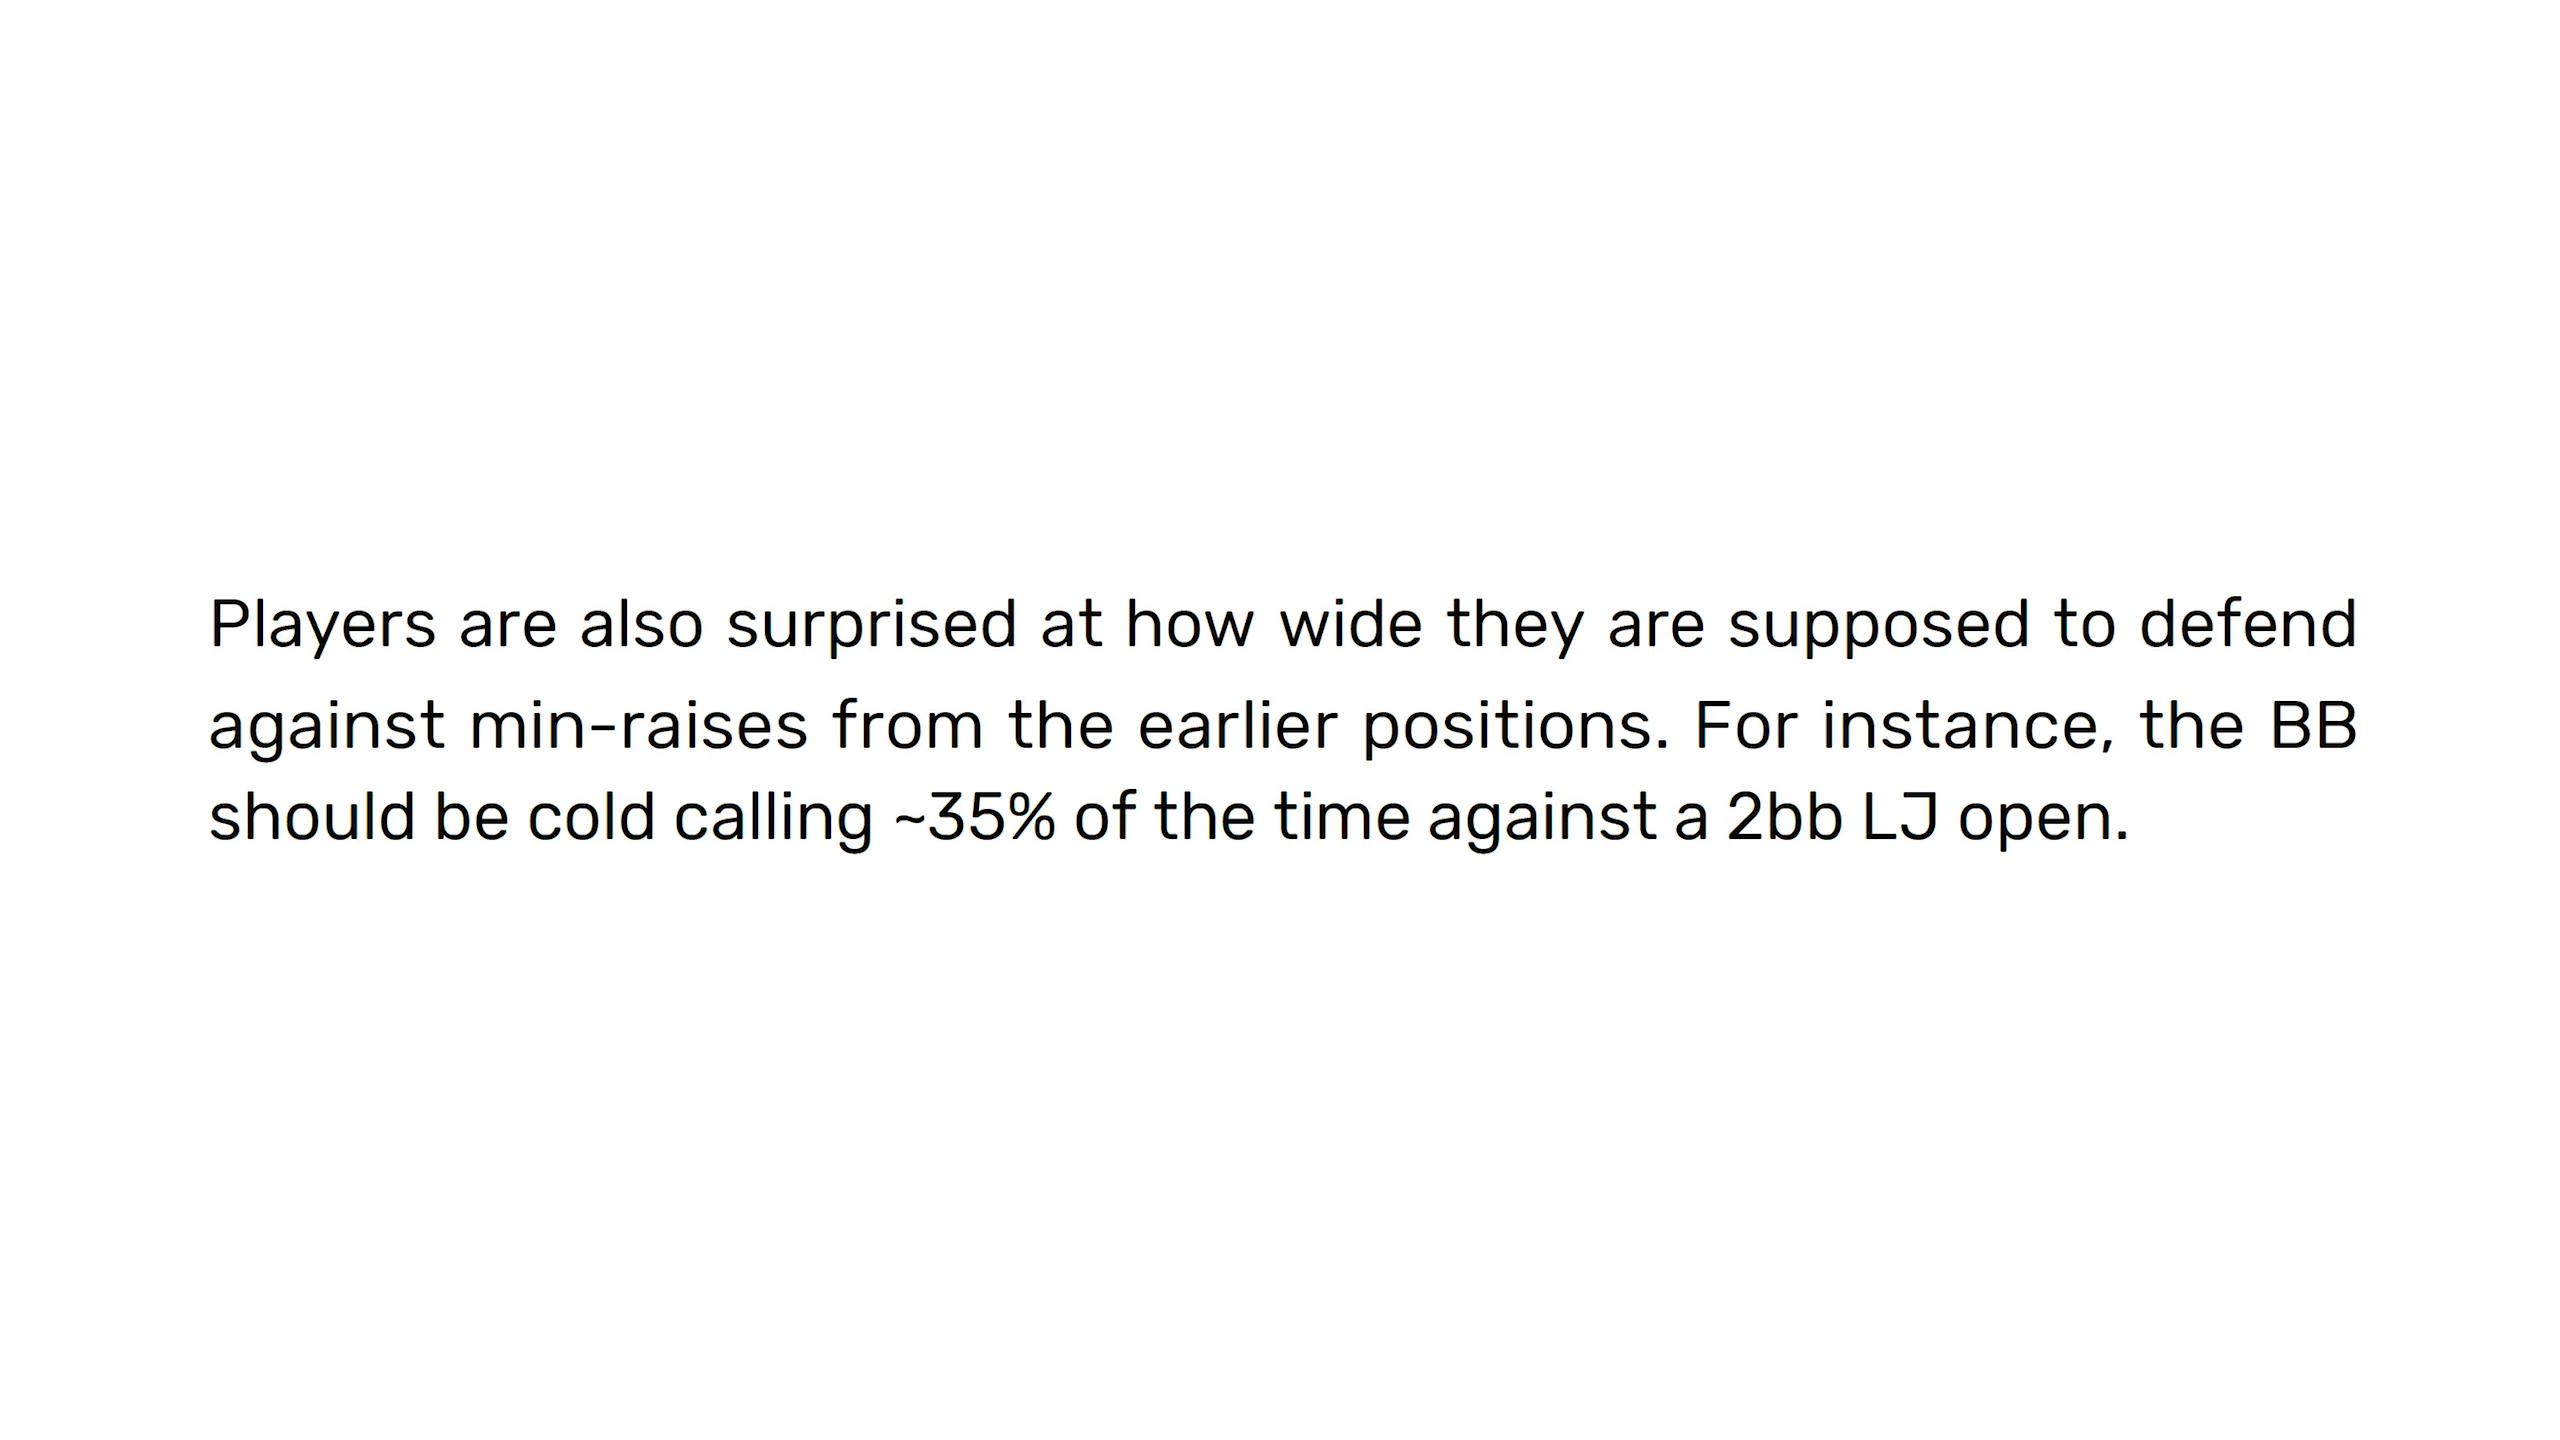 Players are also surprised at how wide they are supposed to defend
against min-raises from the earlier positions. For instance, the BB
should be cold calling ~35% of the time against a 2bb LJ open.